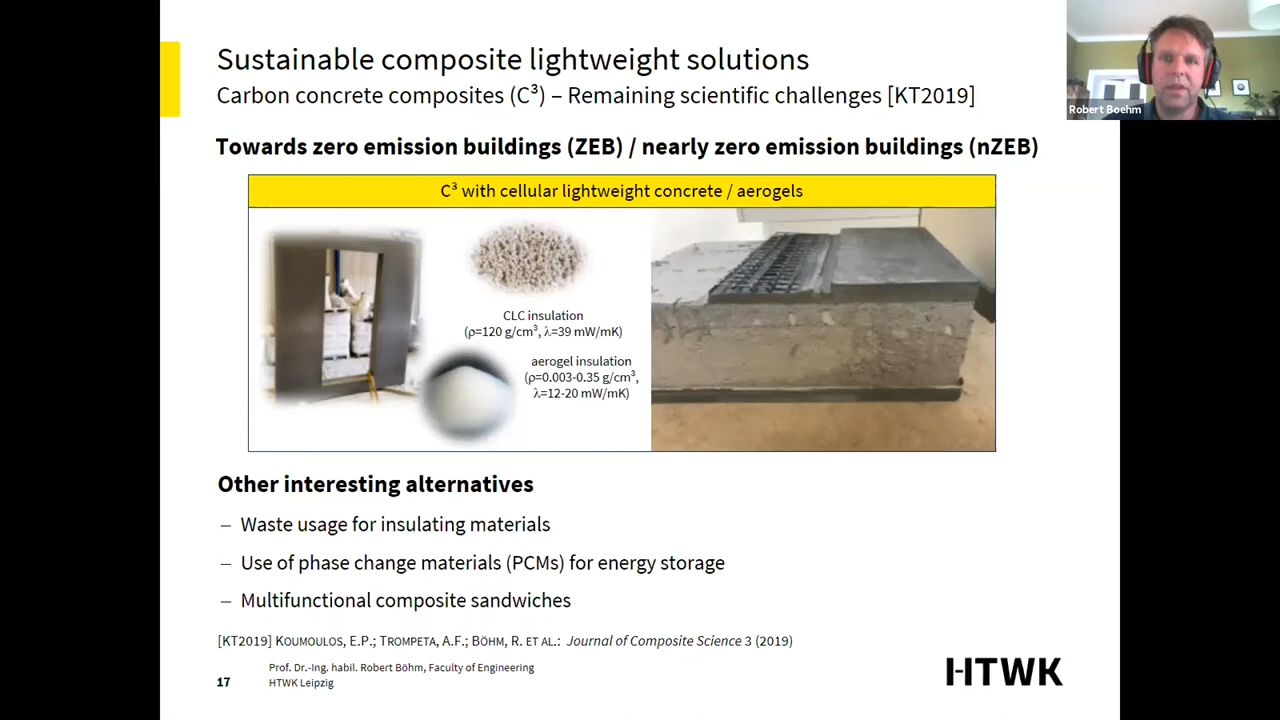 Sustainable composite lightweight solutions
Carbon concrete composites (C³) – Remaining scientific challenges [KT2019]
Robert Boehm
Towards zero emission buildings (ZEB) / nearly zero emission buildings (nZEB)
C³ with cellular lightweight concrete / aerogels
CLC insulation
(ρ=120 g/cm³, λ=39 mW/mK)
aerogel insulation
(ρ=0.003-0.35 g/cm³,
λ=12-20 mW/mK)
Other interesting alternatives
– Waste usage for insulating materials
– Use of phase change materials (PCMs) for energy storage
– Multifunctional composite sandwiches
[KT2019] KOUMOULOS, E.P.; TROMPETA, A.F.; BÖHM, R. ET AL.: Journal of Composite Science 3 (2019)
Prof. Dr.-Ing. habil. Robert Böhm, Faculty of Engineering
17 HTWK Leipzig
HTWK